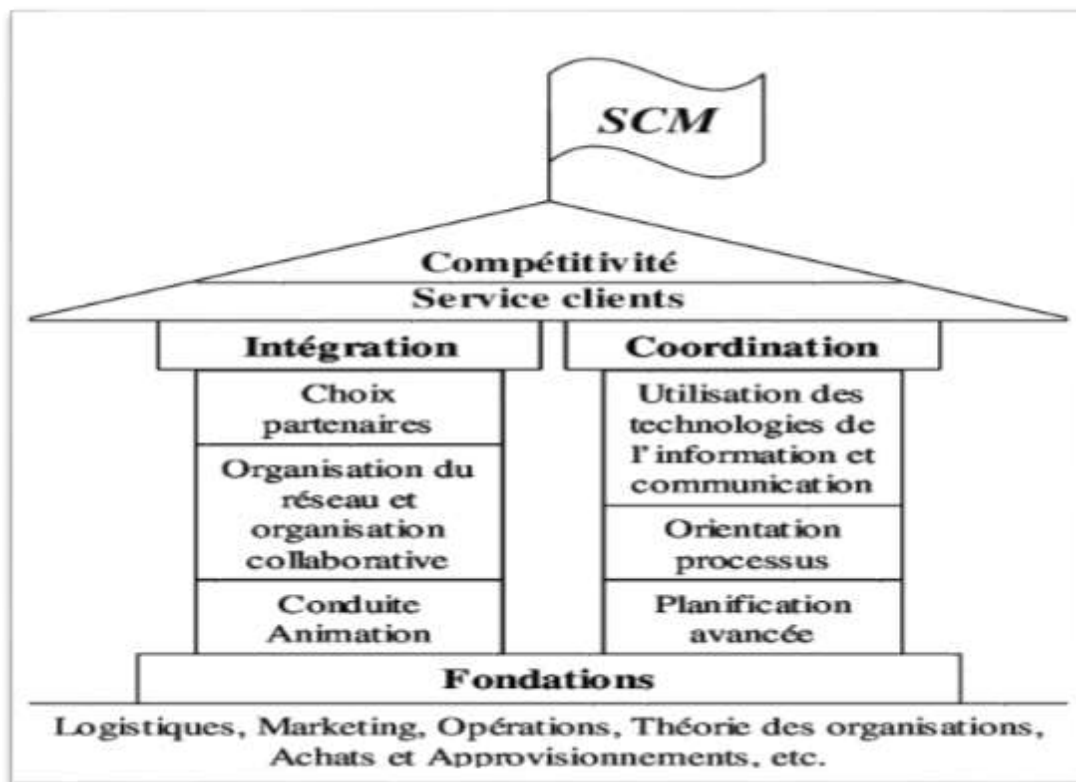 SCM
Compétitivité
Service clients
Intégration
Choix
partenaires
Organisation du
réseau et
organisation
collaborative
Conduite
Animation
Coordination
Utilisation des
technologies de
l'information et
communication
Orientation
processus
Planification
avancée
Fondations
Logistiques, Marketing, Opérations, Théorie des organisations,
Achats et Approvisionnements, etc.